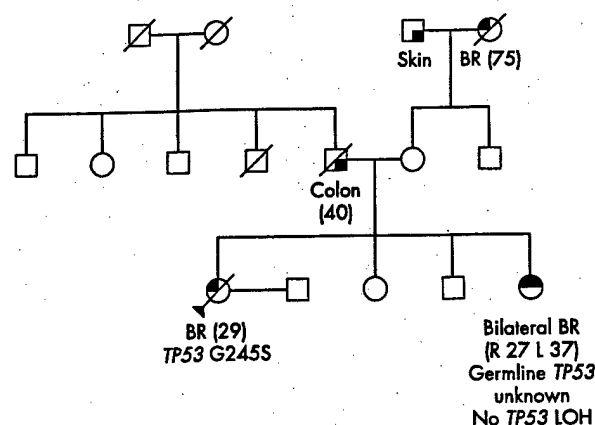 Skin
BR (75)
Colon
(40)
BR (29)
TP53 G245S
Bilateral BR
(R 27 L 37)
Germline TP53
unknown
No TP53 LOH